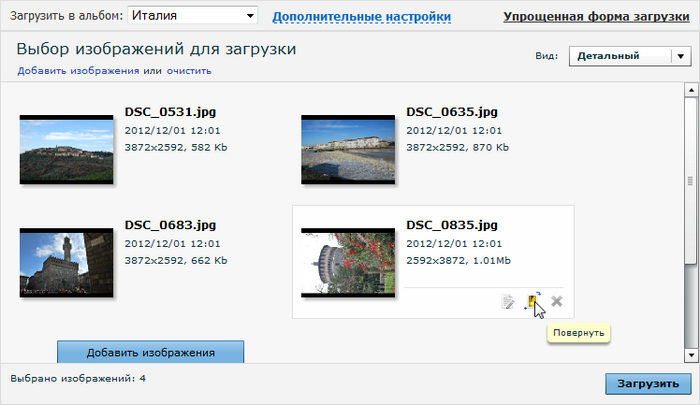 Загрузить в альбом: Италия Дополнительные настройки Упрощенная форма загрузки
Выбор изображений для загрузки
Добавить изображения или очистить
Вид: Детальный
DSC_0531.jpg
2012/12/01 12:01
3872x2592, 582 Kb
DSC_0635.jpg
2012/12/01 12:01
3872x2592, 870 Kb
DSC_0683.jpg
2012/12/01 12:01
3872x2592, 662 Kb
DSC_0835.jpg
2012/12/01 12:01
2592x3872, 1.01Mb
Повернуть
Добавить изображения
Выбрано изображений: 4
Загрузить